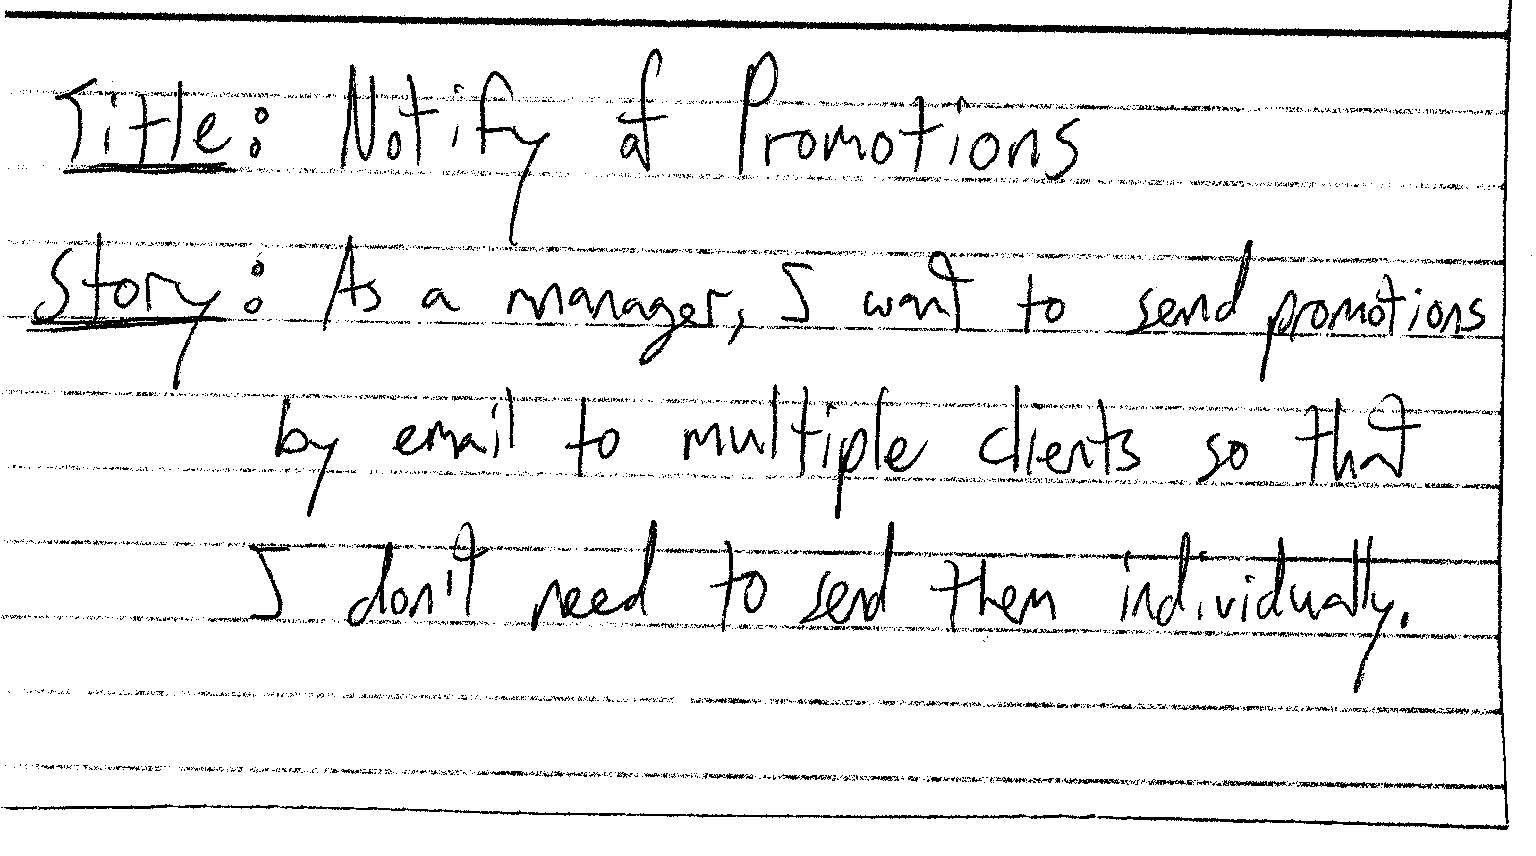 Title: Notify of Promotions
Story: As a manager, I want to send promotions
by email to multiple clients so that
I don't need to send them individually.